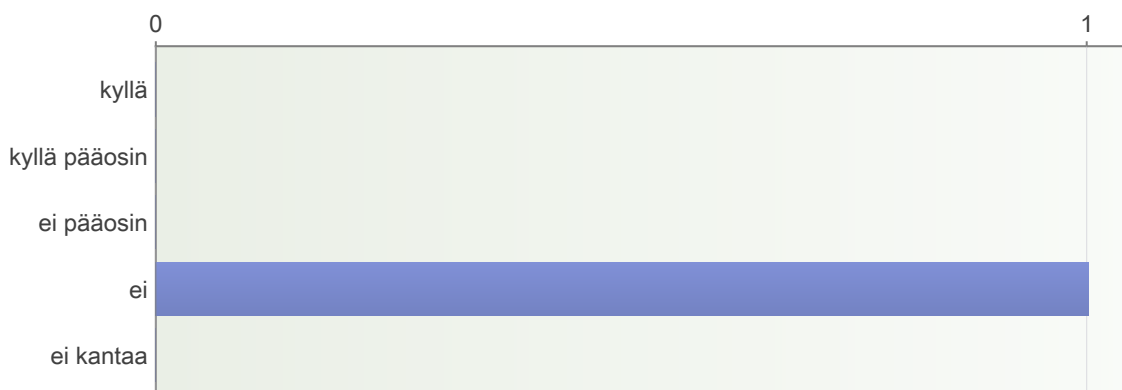 0 1
kyllä
kyllä pääosin
ei pääosin
ei
ei kantaa